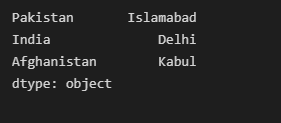 Pakistan       Islamabad
India              Delhi
Afghanistan        Kabul
dtype: object